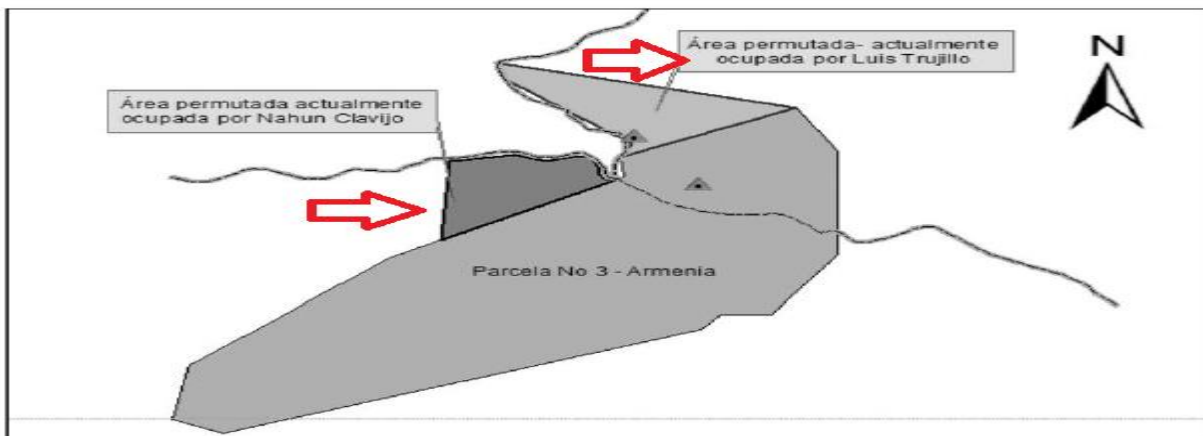 Área permutada- actualmente
ocupada por Luis Trujillo
N
Área permutada actualmente
ocupada por Nahun Clavijo
Parcela No 3 - Armenia